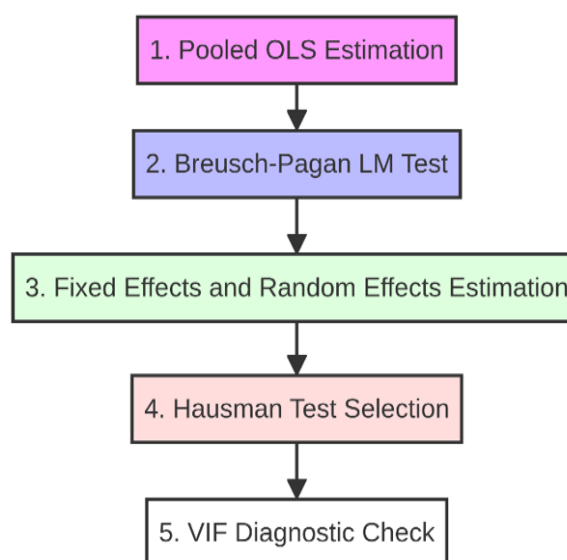 1. Pooled OLS Estimation
2. Breusch-Pagan LM Test
3. Fixed Effects and Random Effects Estimation
4. Hausman Test Selection
5. VIF Diagnostic Check